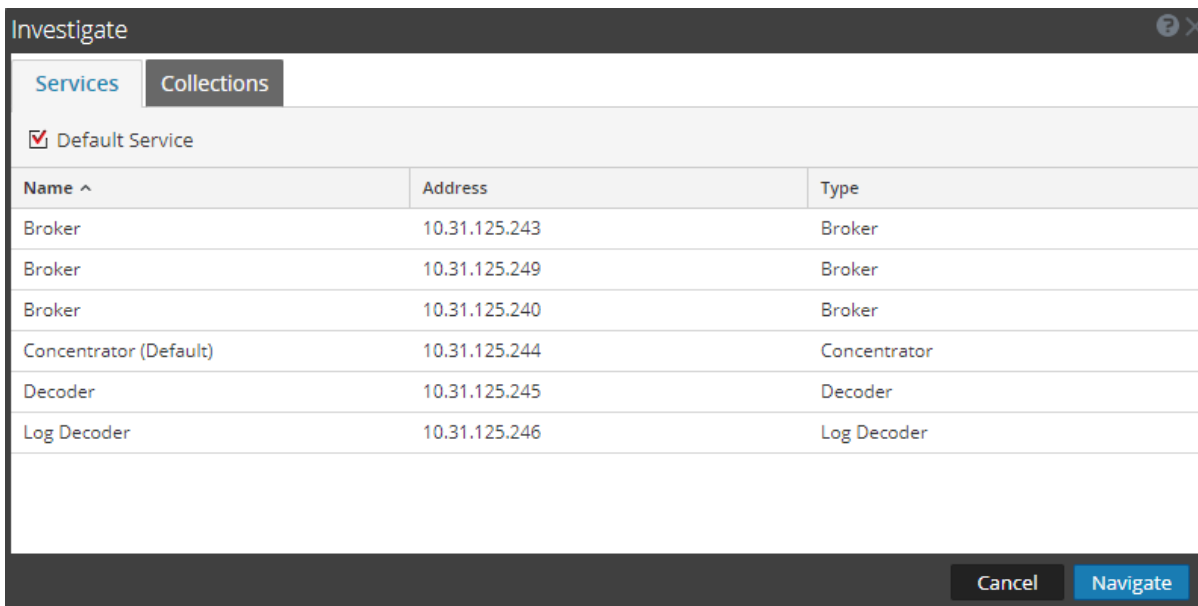 Investigate
Services Collections
Default Service
Name Address Type
Broker 10.31.125.243 Broker
Broker 10.31.125.249 Broker
Broker 10.31.125.240 Broker
Concentrator (Default) 10.31.125.244 Concentrator
Decoder 10.31.125.245 Decoder
Log Decoder 10.31.125.246 Log Decoder
Cancel Navigate